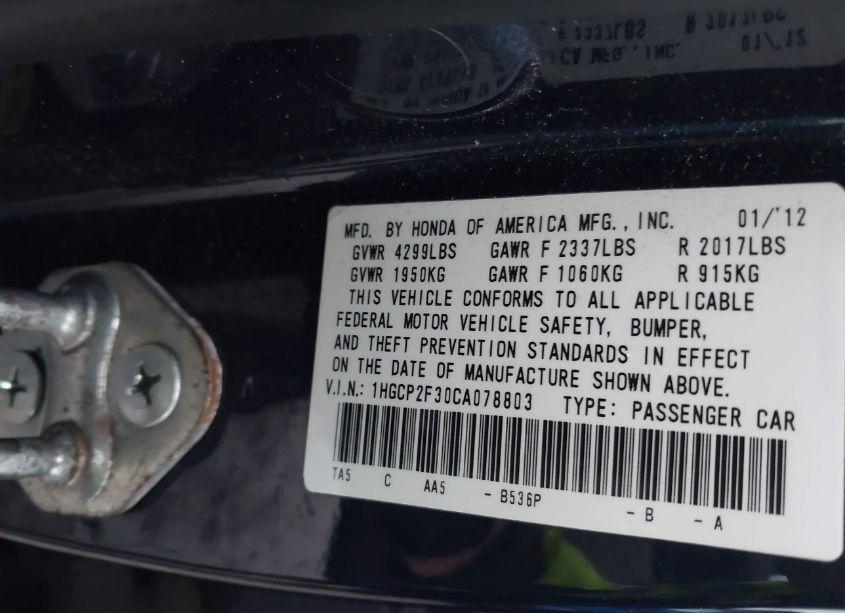 MFD. BY HONDA OF AMERICA MFG., INC. 01/'12
GVWR 4299LBS GAWR F 2337LBS R 2017LBS
GVWR 1950KG GAWR F 1060KG R 915KG
THIS VEHICLE CONFORMS TO ALL APPLICABLE
FEDERAL MOTOR VEHICLE SAFETY, BUMPER,
AND THEFT PREVENTION STANDARDS IN EFFECT
ON THE DATE OF MANUFACTURE SHOWN ABOVE.
V.I.N.: 1HGCP2F30CA078803 TYPE: PASSENGER CAR
TA5 C AA5 - B536P - B - A